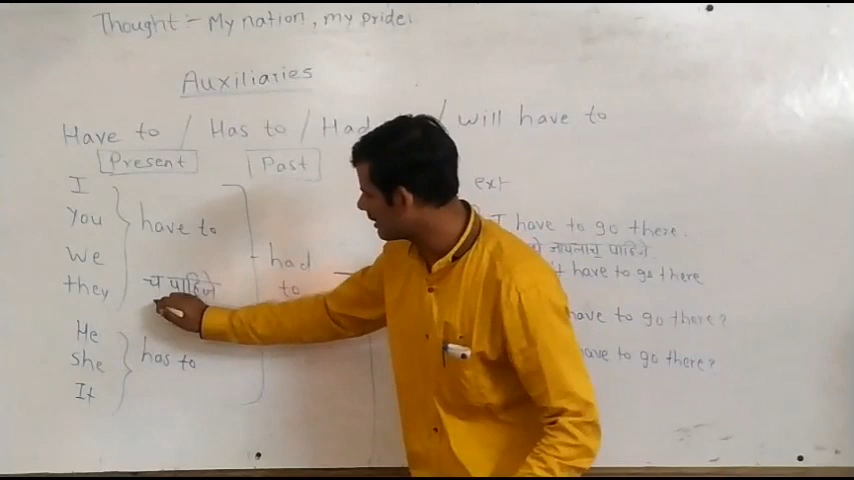 Thought :- My nation, my pride.
Auxiliaries
Have to / Has to / Had / will have to
Present Past
I
You
We
they
have to
च पाहिजे
He
She
It
has to
had
to
ex:-
I have to go there.
जायलाच पाहिजे.
't have to go there
have to go there?
have to go there?